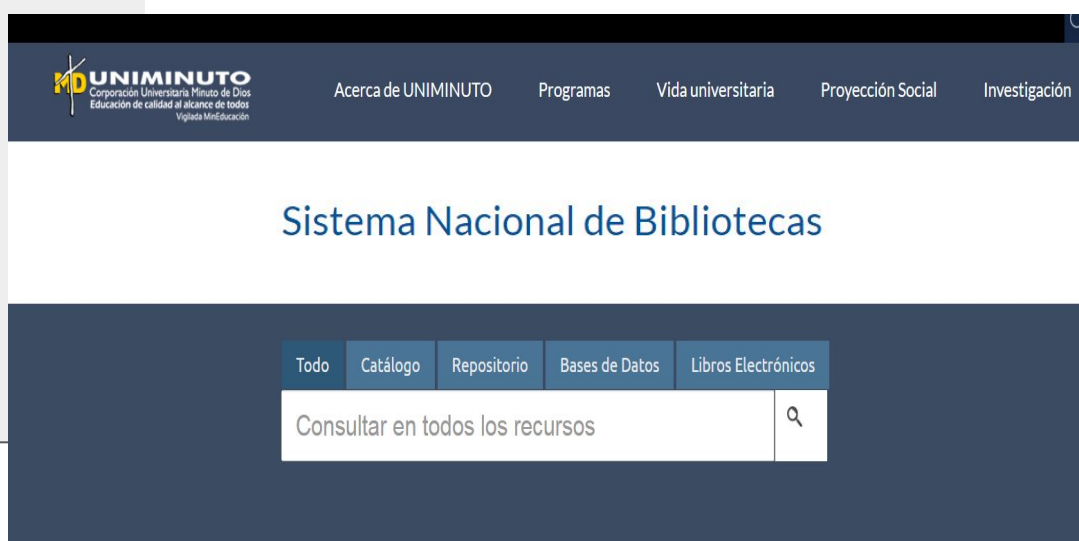 UNIMINUTO
Corporación Universitaria Minuto de Dios
Educación de calidad al alcance de todos
Vigilada MinEducación
Acerca de UNIMINUTO Programas Vida universitaria Proyección Social Investigación
Sistema Nacional de Bibliotecas
Todo Catálogo Repositorio Bases de Datos Libros Electrónicos
Consultar en todos los recursos